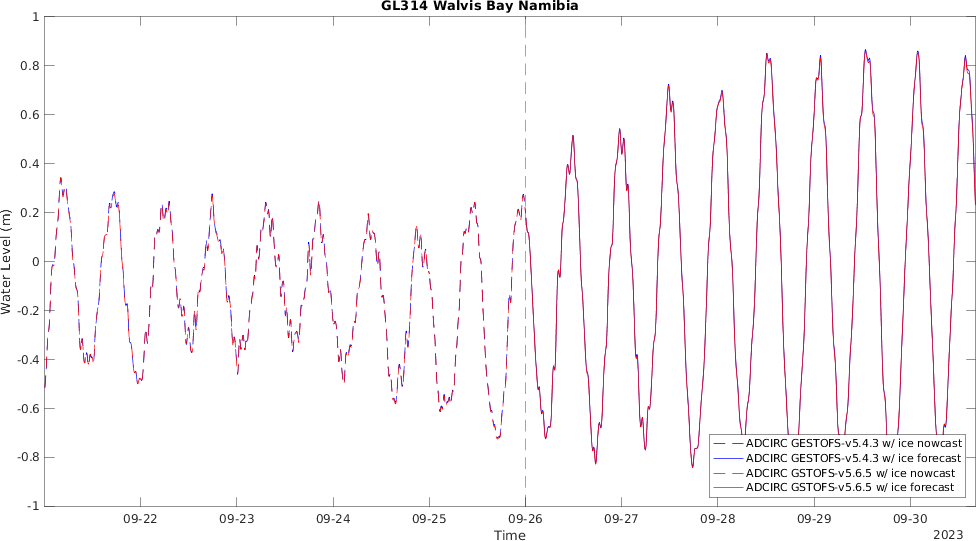 GL314 Walvis Bay Namibia
Water Level (m)
1
0.8
0.6
0.4
0.2
0
-0.2
-0.4
-0.6
-0.8
-1
ADCIRC GESTOFS-v5.4.3 w/ ice nowcast
ADCIRC GESTOFS-v5.4.3 w/ ice forecast
ADCIRC GSTOFS-v5.6.5 w/ ice nowcast
ADCIRC GSTOFS-v5.6.5 w/ ice forecast
09-22 09-23 09-24 09-25 09-26 09-27 09-28 09-29 09-30
Time
2023